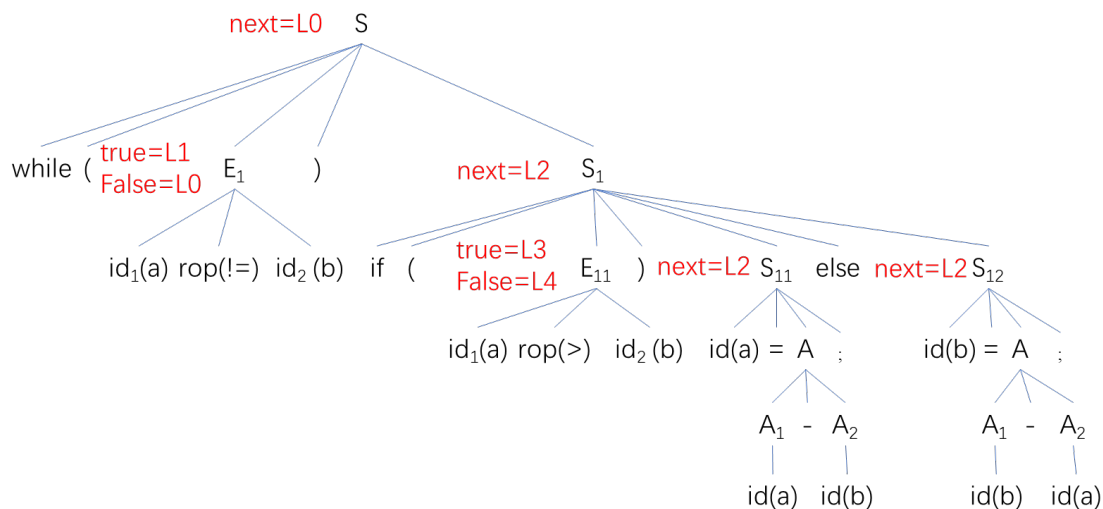 next=L0 S
while ( true=L1 False=L0 E₁ ) next=L2 S₁
id₁(a) rop(!=) id₂ (b) if ( true=L3 False=L4 E₁₁ ) next=L2 S₁₁ else next=L2 S₁₂
id₁(a) rop(>) id₂ (b) id(a) = A ; id(b) = A ;
A₁ - A₂ A₁ - A₂
id(a) id(b) id(b) id(a)